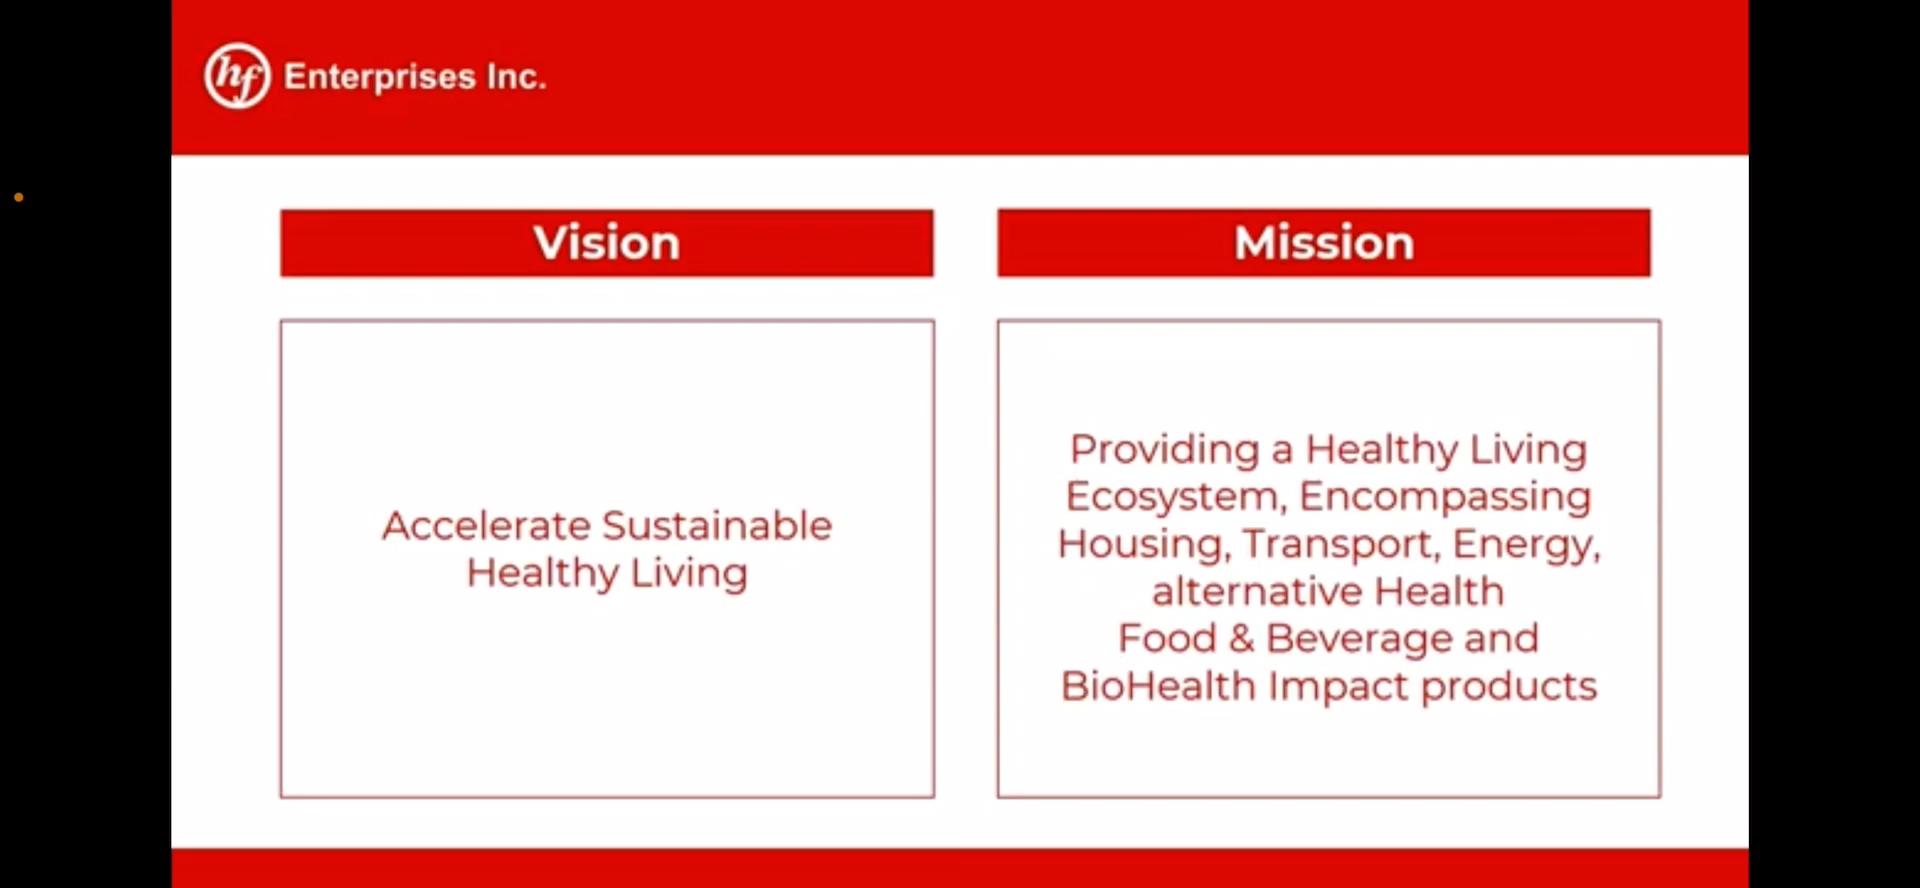 hf Enterprises Inc.
Vision
Accelerate Sustainable
Healthy Living
Mission
Providing a Healthy Living
Ecosystem, Encompassing
Housing, Transport, Energy,
alternative Health
Food & Beverage and
BioHealth Impact products